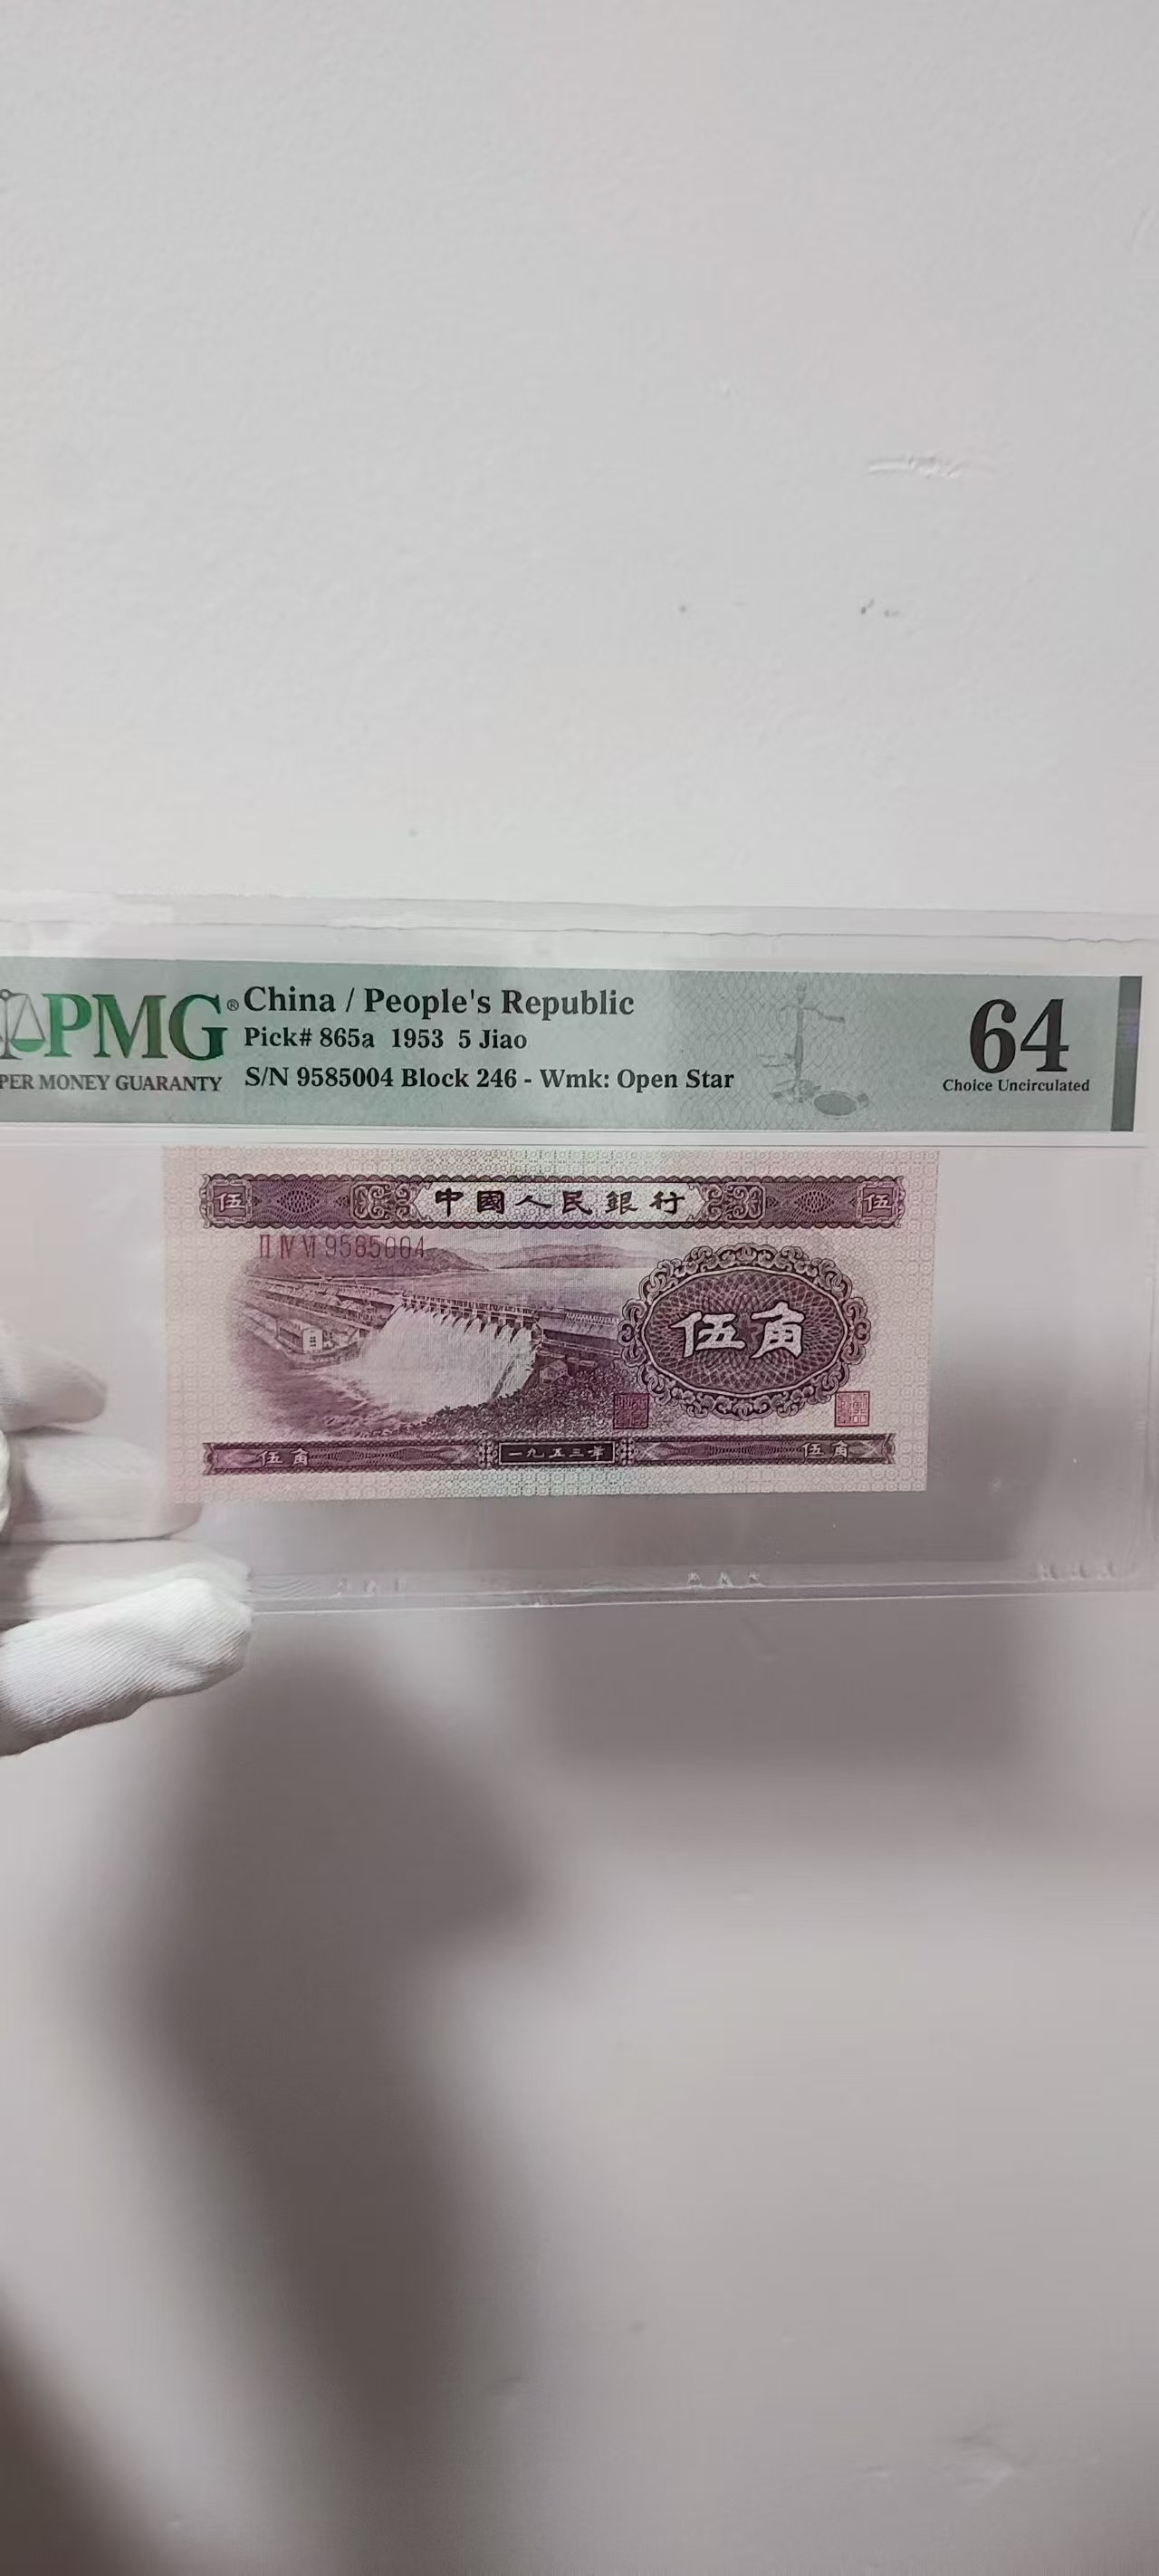 PMG®
PER MONEY GUARANTY
China / People's Republic
Pick# 865a 1953 5 Jiao
S/N 9585004 Block 246 - Wmk: Open Star
64
Choice Uncirculated
伍 中國人民銀行 伍
II IV VI 9585004
伍角
伍角 一九五三年 伍角